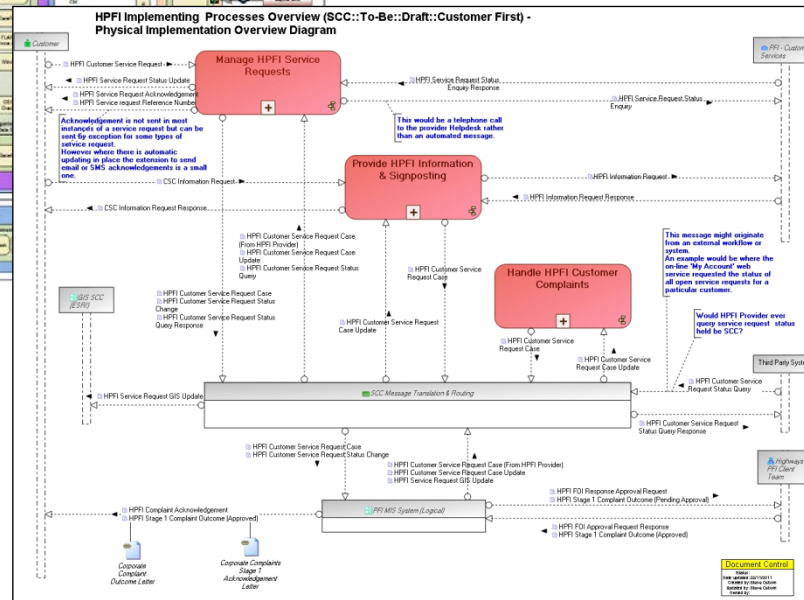 HPFI Implementing Processes Overview (SCC::To-Be::Draft::Customer First) -
Physical Implementation Overview Diagram
Customer
PFI - Custom
Services
HPFI Customer Service Request
HPFI Service Request Status Update
HPFI Service Request Acknowledgement
HPFI Service request Reference Number
Manage HPFI Service
Requests
HPFI Service Request Status
Enquiry Response
HPFI Service Request Status
Enquiry
Acknowledgement is not sent in most
instances of a service request but can be
sent by exception for some types of
service request.
However where there is automatic
updating in place the extension to send
email or SMS acknowledgements is a small
one.
This would be a telephone call
to the provider Helpdesk rather
than an automated message.
CSC Information Request
CSC Information Request Response
Provide HPFI Information
& Signposting
HPFI Information Request
HPFI Information Request Response
HPFI Customer Service Request Case
(From HPFI Provider)
HPFI Customer Service Request Case
Update
HPFI Customer Service Request Status
Query
This message might originate
from an external workflow or
system.
An example would be where the
on-line 'My Account' web
service requested the status of
all open service requests for a
particular customer.
HPFI Customer Service
Request Case
Handle HPFI Customer
Complaints
GIS SCC
(ESRI)
HPFI Customer Service Request Case
HPFI Customer Service Request Status
Change
HPFI Customer Service Request Status
Query Response
HPFI Customer Service Request
Case Update
Would HPFI Provider ever
query service request status
held be SCC?
HPFI Customer Service
Request Case
HPFI Customer Service
Request Case Update
Third Party Syste
HPFI Customer Service
Request Status Query
SCC Message Translation & Routing
HPFI Service Request GIS Update
HPFI Customer Service Request
Status Query Response
HPFI Customer Service Request Case
HPFI Customer Service Request Status Change
HPFI Customer Service Request Case (From HPFI Provider)
HPFI Customer Service Request Case Update
HPFI Service Request GIS Update
Highways
PFI Client
Team
PFI MIS System (Logical)
HPFI FOI Response Approval Request
HPFI Stage 1 Complaint Outcome (Pending Approval)
HPFI FOI Approval Request Response
HPFI Stage 1 Complaint Outcome (Approved)
HPFI Complaint Acknowledgement
HPFI Stage 1 Complaint Outcome (Approved)
Corporate
Complaint
Outcome Letter
Corporate Complaints
Stage 1
Acknowledgement
Letter
Document Control